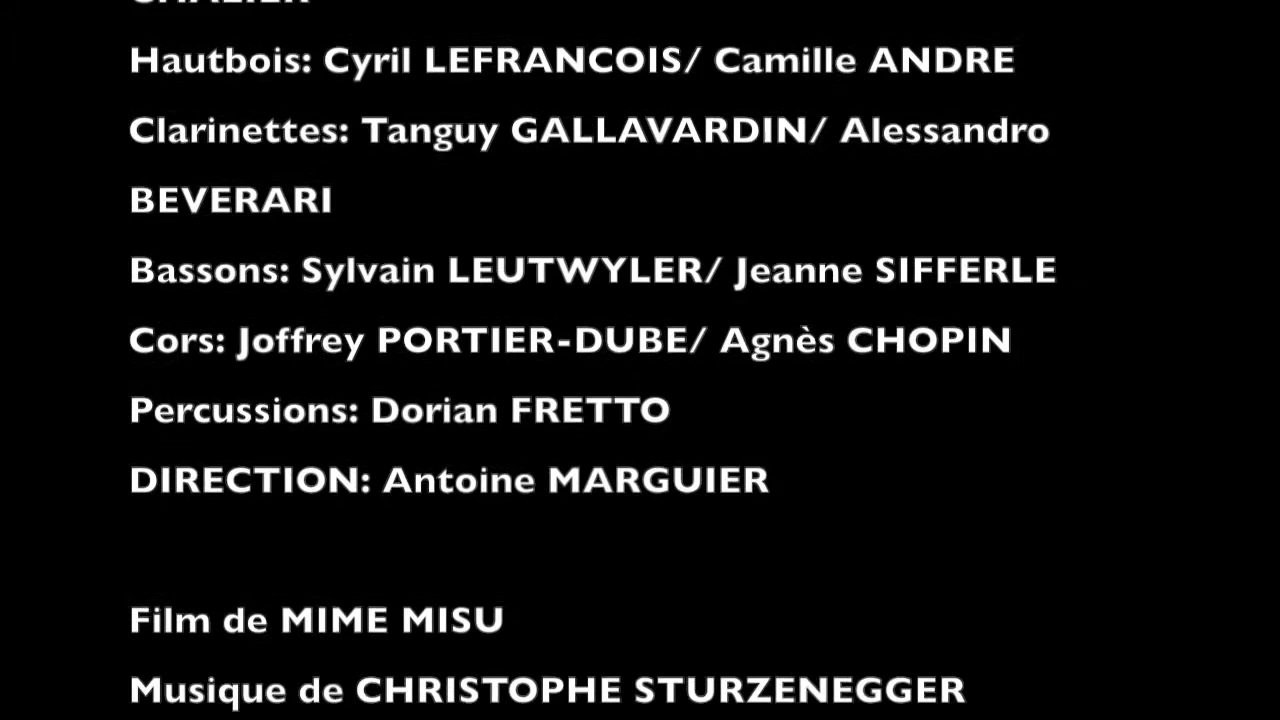 Hautbois: Cyril LEFRANCOIS/ Camille ANDRE
Clarinettes: Tanguy GALLAVARDIN/ Alessandro
BEVERARI
Bassons: Sylvain LEUTWYLER/ Jeanne SIFFERLE
Cors: Joffrey PORTIER-DUBE/ Agnès CHOPIN
Percussions: Dorian FRETTO
DIRECTION: Antoine MARGUIER
Film de MIME MISU
Musique de CHRISTOPHE STURZENEGGER